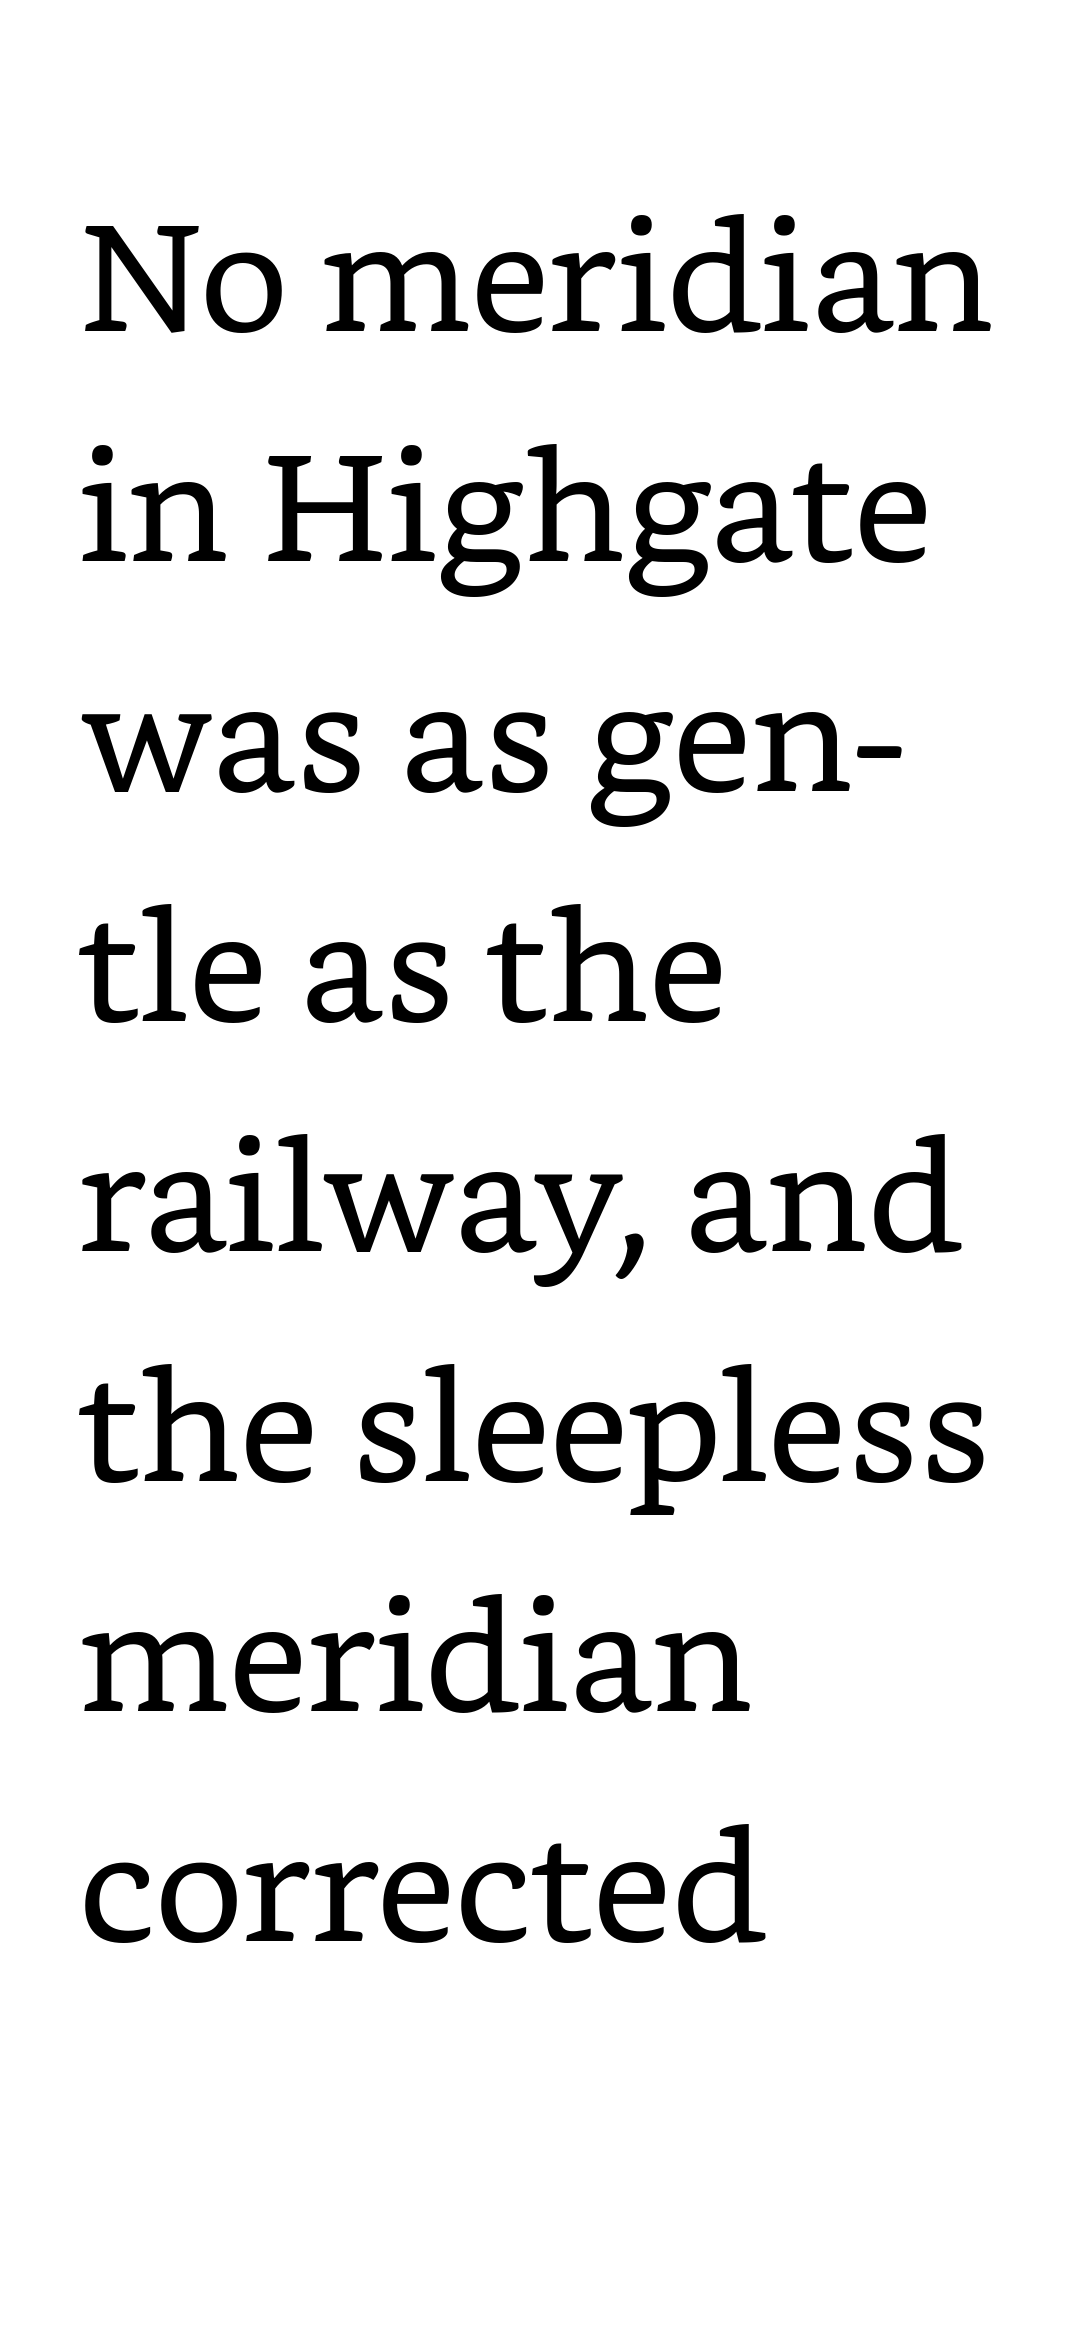 No meridian
in Highgate
was as gen-
tle as the
railway, and
the sleepless
meridian
corrected